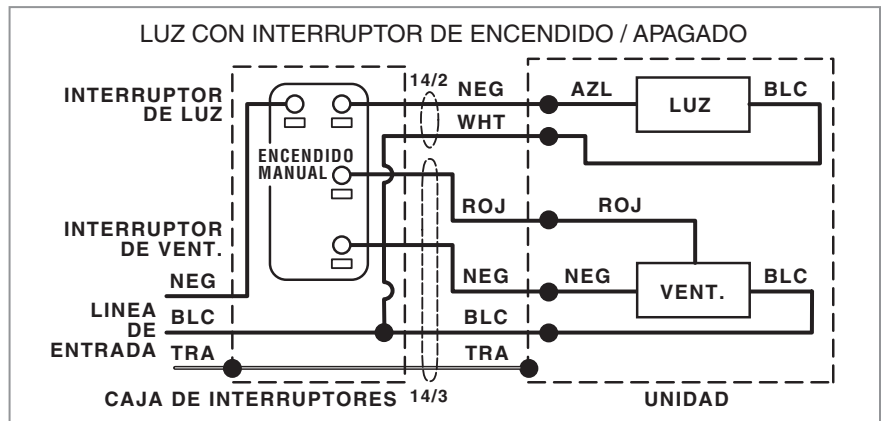 LUZ CON INTERRUPTOR DE ENCENDIDO / APAGADO
INTERRUPTOR
DE LUZ
14/2
NEG
AZL
LUZ
BLC
WHT
ENCENDIDO
MANUAL
ROJ
ROJ
INTERRUPTOR
DE VENT.
NEG
NEG
NEG
VENT.
BLC
LINEA
DE
ENTRADA
BLC
BLC
TRA
TRA
CAJA DE INTERRUPTORES
14/3
UNIDAD